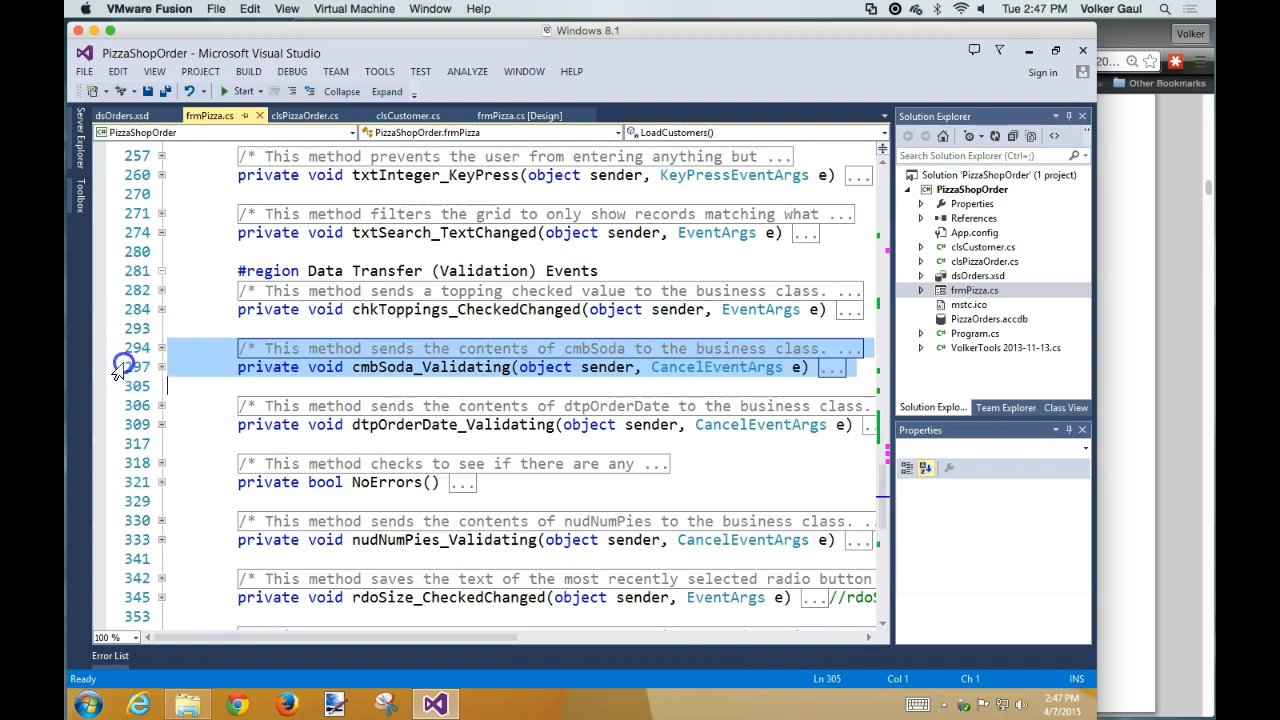 VMware Fusion File Edit View Virtual Machine Window Help Tue 2:47 PM Volker Gaul
Windows 8.1
Volker
PizzaShopOrder - Microsoft Visual Studio
20...
FILE EDIT VIEW PROJECT BUILD DEBUG TEAM TOOLS TEST ANALYZE WINDOW HELP
Sign in
Other Bookmarks
Start Collapse Expand
Server Explorer
Toolbox
dsOrders.xsd frmPizza.cs clsPizzaOrder.cs clsCustomer.cs frmPizza.cs [Design]
PizzaShopOrder PizzaShopOrder.frmPizza LoadCustomers()
257 /* This method prevents the user from entering anything but ...
260 private void txtInteger_KeyPress(object sender, KeyPressEventArgs e) ...
270
271 /* This method filters the grid to only show records matching what ...
274 private void txtSearch_TextChanged(object sender, EventArgs e) ...
280
281 #region Data Transfer (Validation) Events
282 /* This method sends a topping checked value to the business class. ...
284 private void chkToppings_CheckedChanged(object sender, EventArgs e) ...
293
294 /* This method sends the contents of cmbSoda to the business class. ...
297 private void cmbSoda_Validating(object sender, CancelEventArgs e) ...
305
306 /* This method sends the contents of dtpOrderDate to the business class.
309 private void dtpOrderDate_Validating(object sender, CancelEventArgs e) ..
317
318 /* This method checks to see if there are any ...
321 private bool NoErrors() ...
329
330 /* This method sends the contents of nudNumPies to the business class. ..
333 private void nudNumPies_Validating(object sender, CancelEventArgs e) ...
341
342 /* This method saves the text of the most recently selected radio button
345 private void rdoSize_CheckedChanged(object sender, EventArgs e) ...//rdoS
353
100 %
Solution Explorer
Search Solution Explorer (Ctrl+;)
Solution 'PizzaShopOrder' (1 project)
PizzaShopOrder
Properties
References
App.config
clsCustomer.cs
clsPizzaOrder.cs
dsOrders.xsd
frmPizza.cs
mstc.ico
PizzaOrders.accdb
Program.cs
VolkerTools 2013-11-13.cs
Solution Explo... Team Explorer Class View
Properties
Error List
Ready Ln 305 Col 1 Ch 1 INS
2:47 PM
4/7/2015